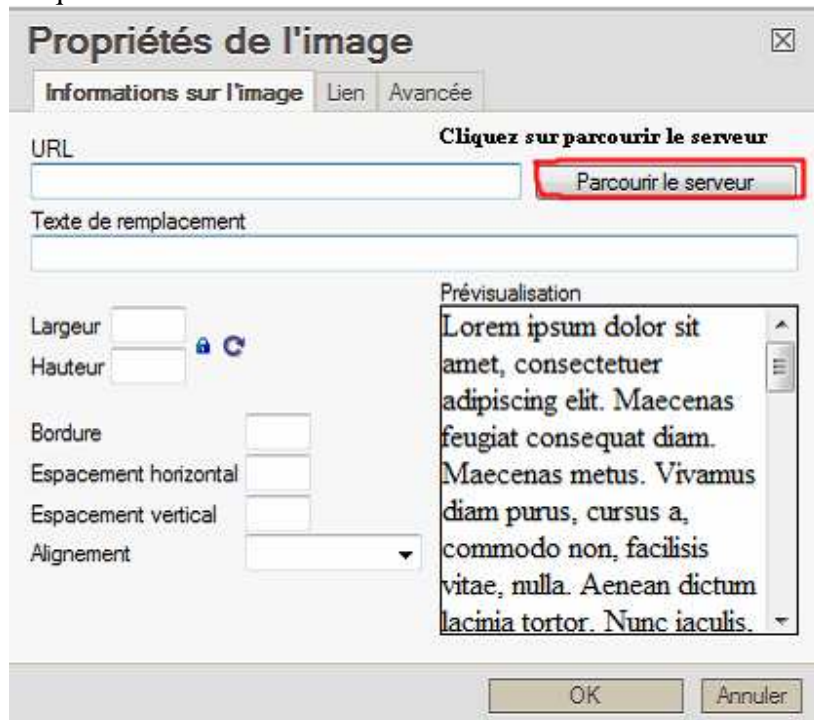 Propriétés de l'image
Informations sur l'image Lien Avancée
Cliquez sur parcourir le serveur
URL
Parcourir le serveur
Texte de remplacement
Prévisualisation
Largeur
Hauteur
Bordure
Espacement horizontal
Espacement vertical
Alignement
Lorem ipsum dolor sit
amet, consectetuer
adipiscing elit. Maecenas
feugiat consequat diam.
Maecenas metus. Vivamus
diam purus, cursus a,
commodo non, facilisis
vitae, nulla. Aenean dictum
lacinia tortor. Nunc iaculis.
OK Annuler